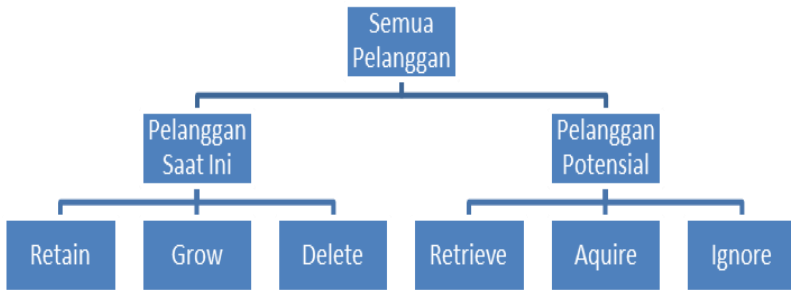 Semua
Pelanggan
Pelanggan
Saat Ini
Pelanggan
Potensial
Retain
Grow
Delete
Retrieve
Aquire
Ignore